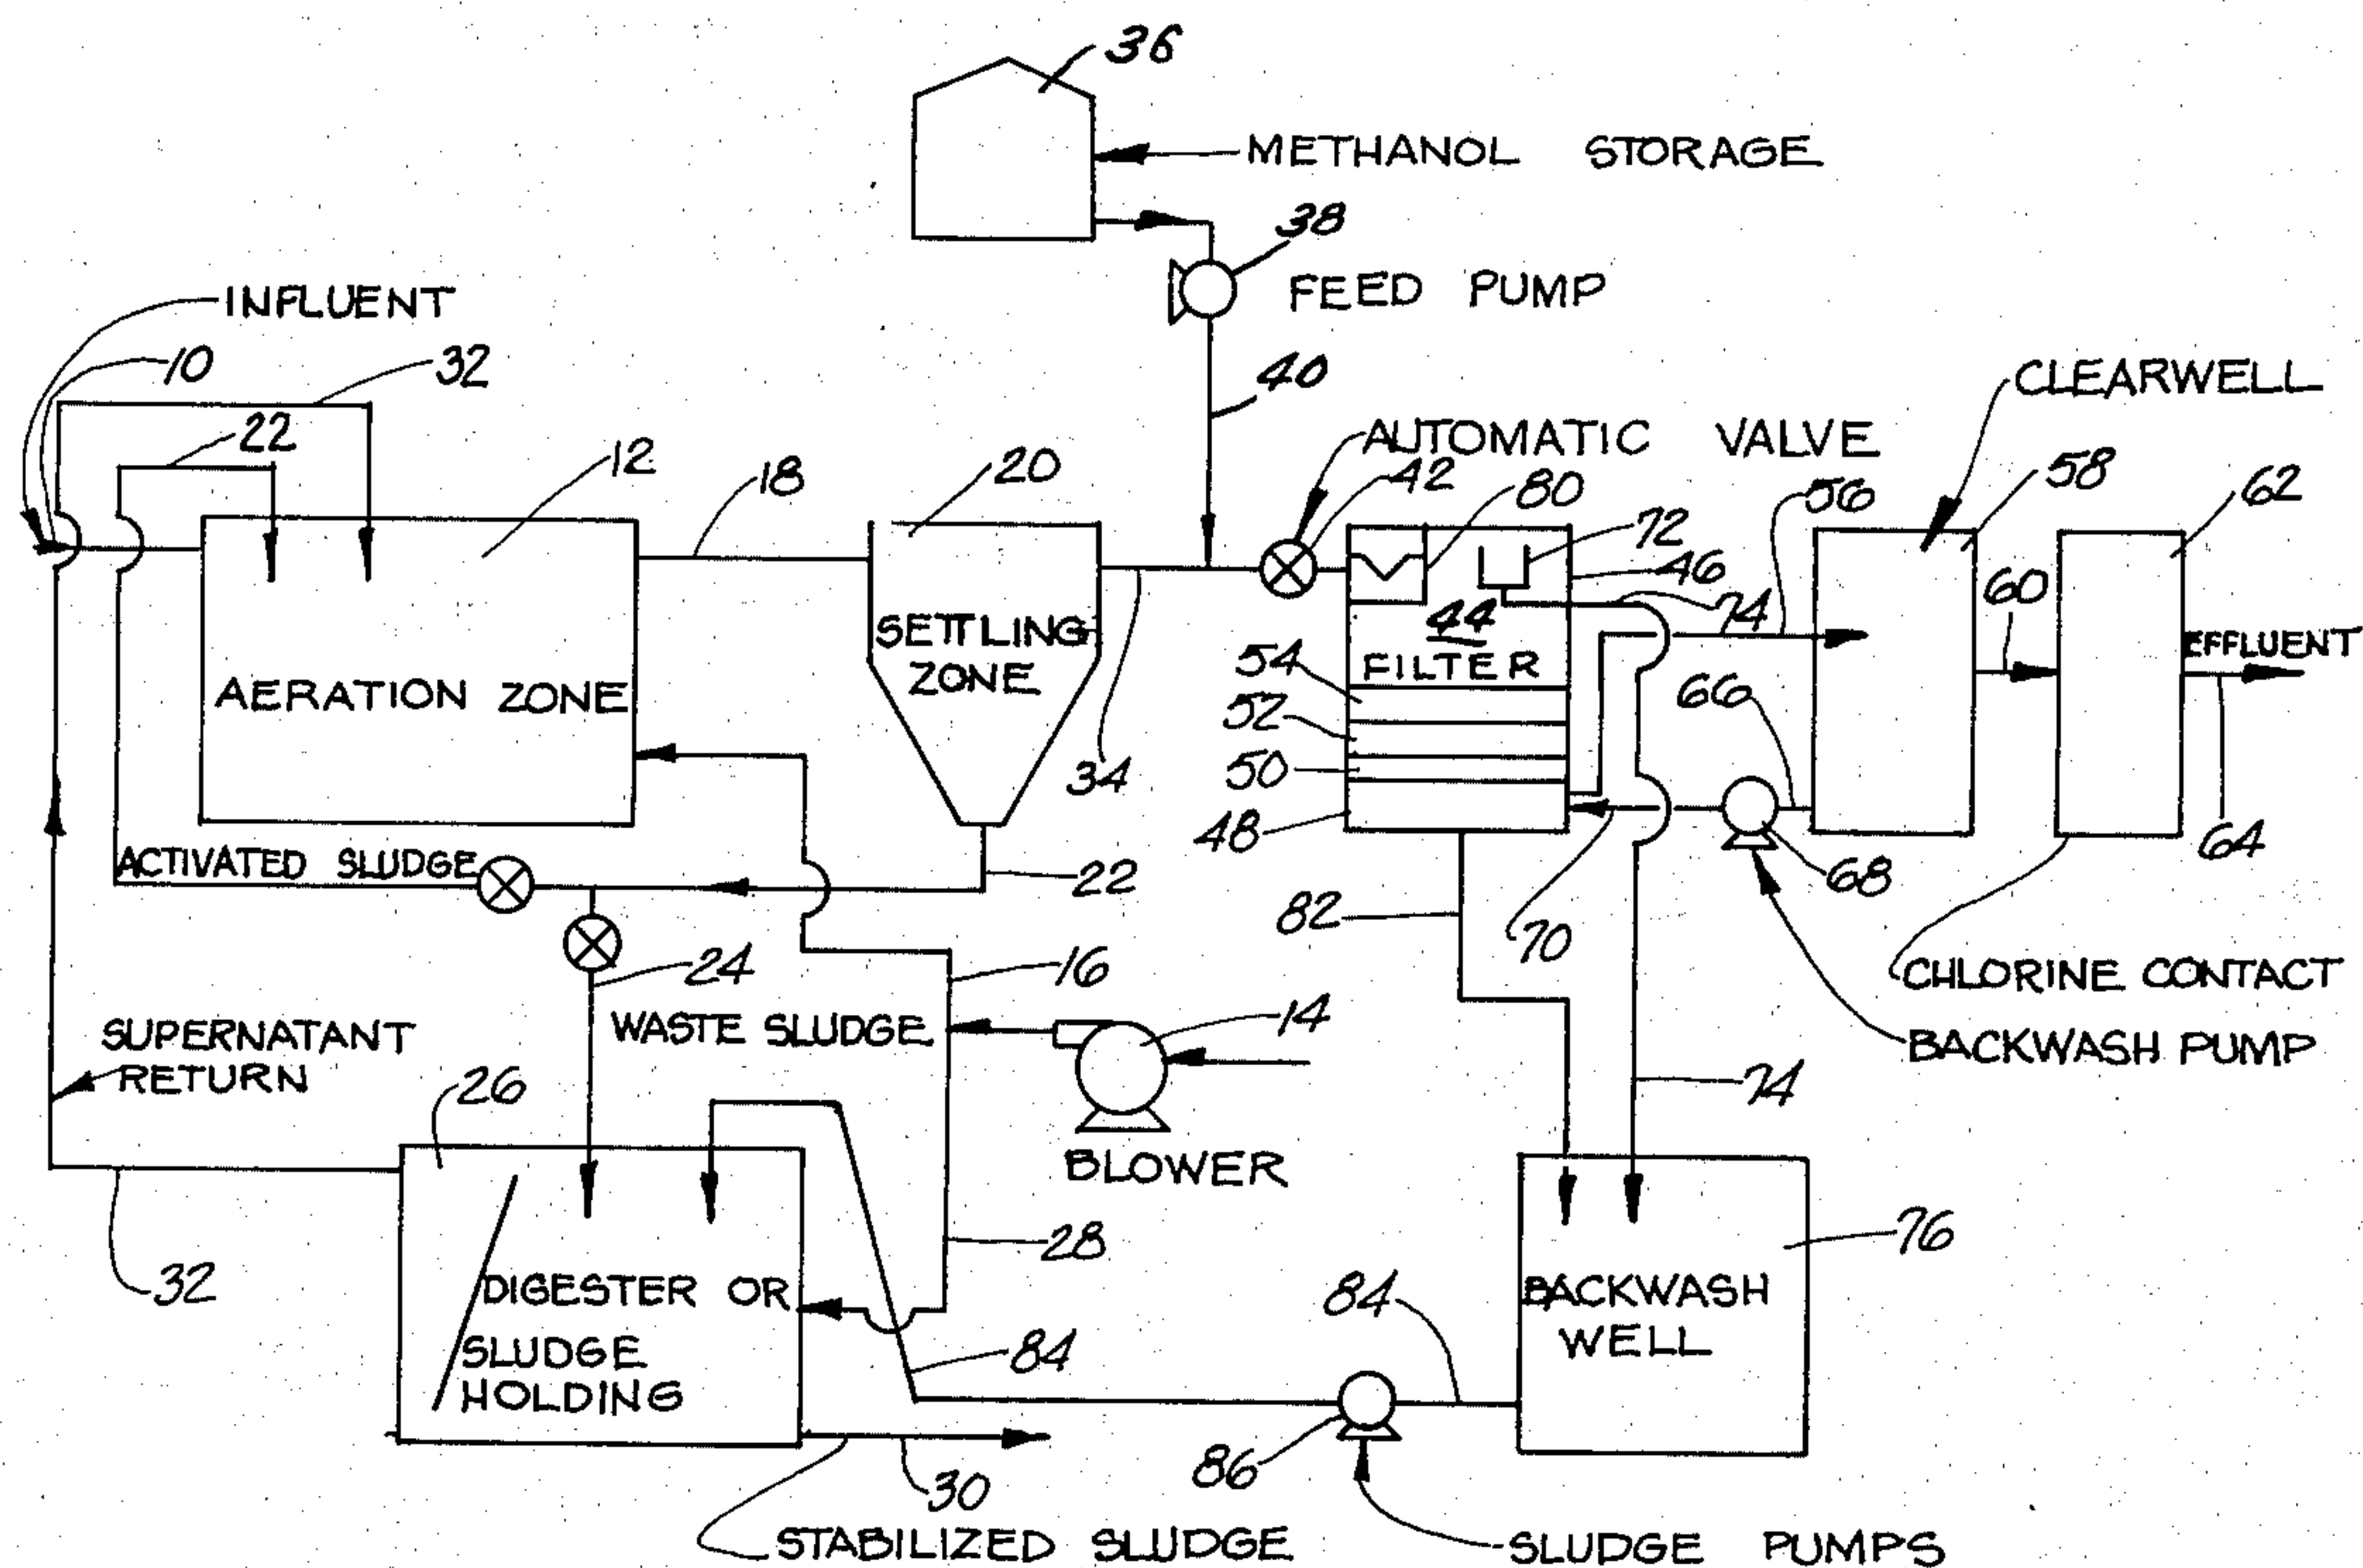 36
METHANOL STORAGE
38
FEED PUMP
INFLUENT
10
32
40
CLEARWELL
22
AUTOMATIC VALVE
12
18
20
42
80
56
58
62
72
46
60
74
44
SETTLING
ZONE
FILTER
EFFLUENT
54
AERATION ZONE
66
52
34
50
48
64
ACTIVATED SLUDGE
22
68
82
70
24
16
CHLORINE CONTACT
WASTE SLUDGE
14
SUPERNATANT
RETURN
BACKWASH PUMP
26
74
BLOWER
28
76
32
DIGESTER OR
SLUDGE
HOLDING
84
84
BACKWASH
WELL
86
30
STABILIZED SLUDGE
SLUDGE PUMPS